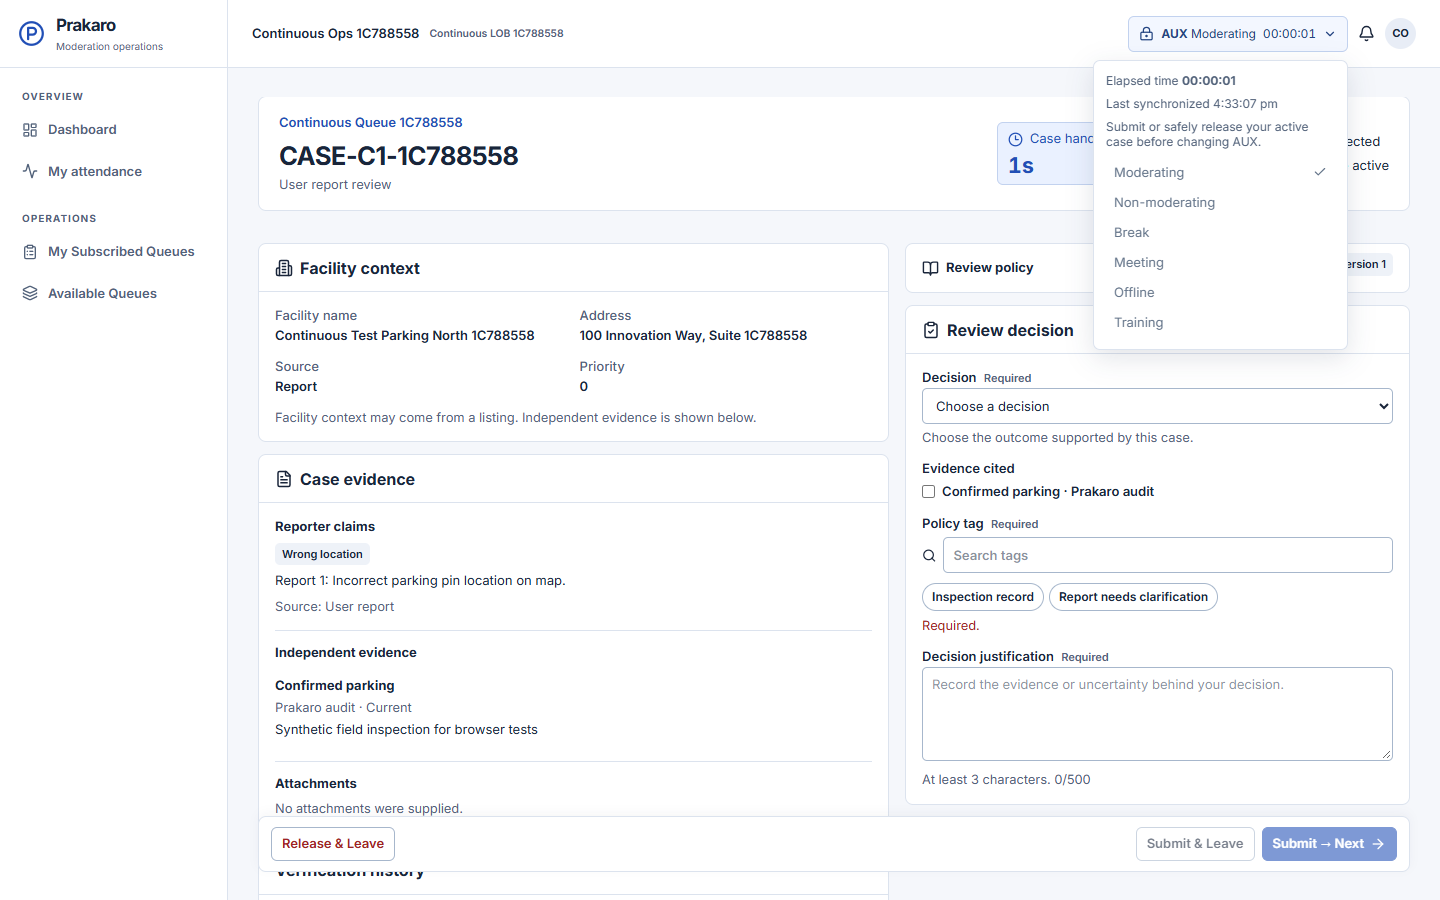 Prakaro
Moderation operations
Continuous Ops 1C788558 Continuous LOB 1C788558
AUX Moderating 00:00:01
CO
OVERVIEW
Dashboard
My attendance
OPERATIONS
My Subscribed Queues
Available Queues
Elapsed time 00:00:01
Last synchronized 4:33:07 pm
Submit or safely release your active
case before changing AUX.
Moderating
Non-moderating
Break
Meeting
Offline
Training
Continuous Queue 1C788558
CASE-C1-1C788558
User report review
Case hand
1s
ected
active
Facility context
Facility name
Continuous Test Parking North 1C788558
Address
100 Innovation Way, Suite 1C788558
Source
Report
Priority
0
Facility context may come from a listing. Independent evidence is shown below.
Case evidence
Reporter claims
Wrong location
Report 1: Incorrect parking pin location on map.
Source: User report
Independent evidence
Confirmed parking
Prakaro audit · Current
Synthetic field inspection for browser tests
Attachments
No attachments were supplied.
Verification history
Review policy
ersion 1
Review decision
Decision Required
Choose a decision
Choose the outcome supported by this case.
Evidence cited
Confirmed parking · Prakaro audit
Policy tag Required
Search tags
Inspection record
Report needs clarification
Required.
Decision justification Required
Record the evidence or uncertainty behind your decision.
At least 3 characters. 0/500
Release & Leave
Submit & Leave
Submit → Next →